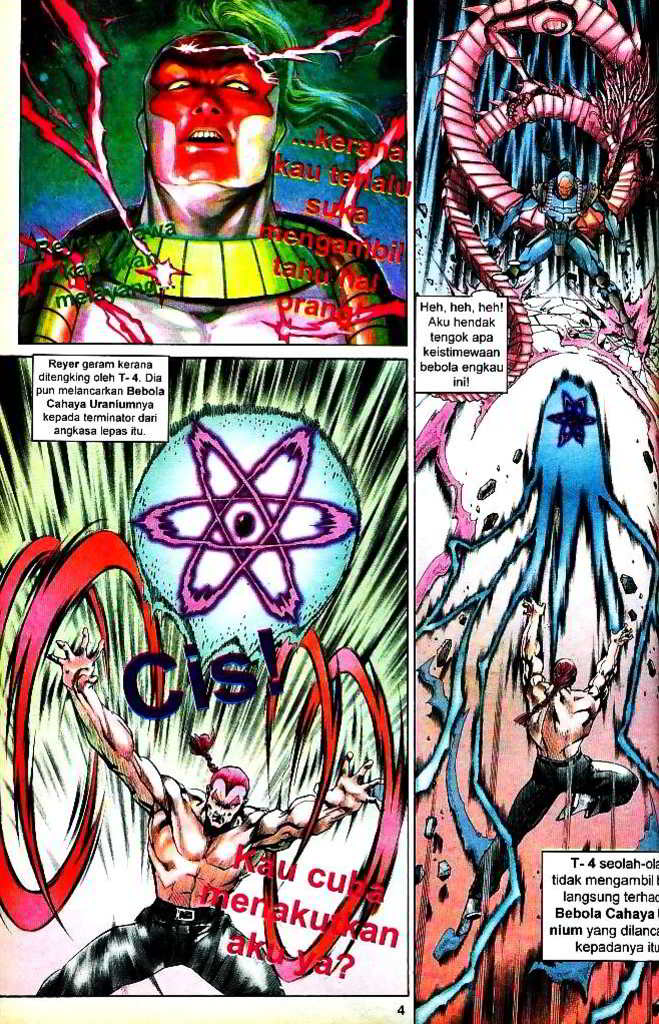 ...kerana
kau terlalu
suka
mengambil
tahu hal
orang!
melayang...
Reyer geram kerana
ditengking oleh T- 4. Dia
pun melancarkan Bebola
Cahaya Uraniumnya
kepada terminator dari
angkasa lepas itu.
Cis!
Kau cuba
menakutkan
aku ya?
Heh, heh, heh!
Aku hendak
tengok apa
keistimewaan
bebola engkau
ini!
T- 4 seolah-ola
tidak mengambil
langsung terhad
Bebola Cahaya
nium yang dilanca
kepadanya itu
4